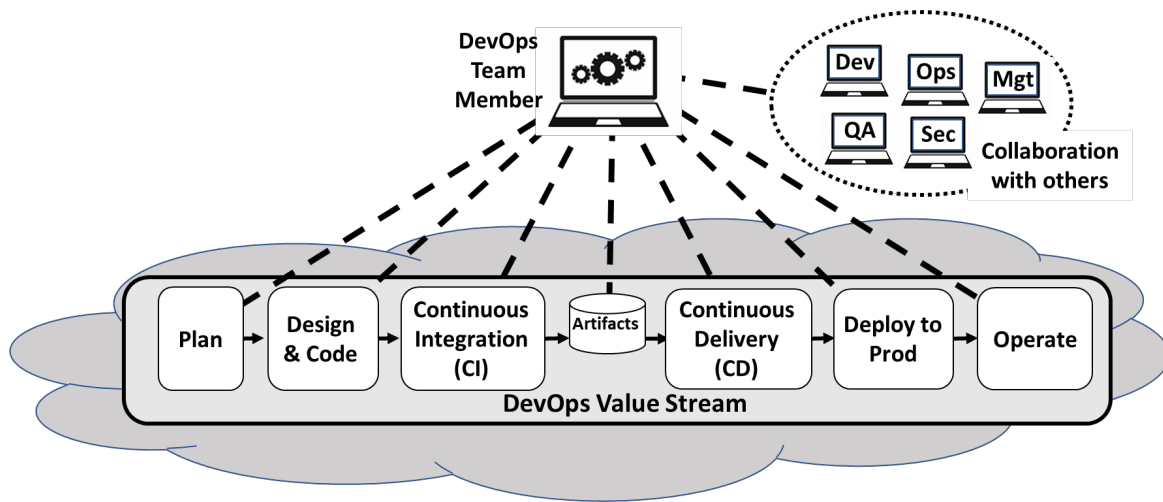 DevOps
Team
Member
Dev
Ops
Mgt
QA
Sec
Collaboration
with others
Plan
Design
& Code
Continuous
Integration
(CI)
Artifacts
Continuous
Delivery
(CD)
Deploy to
Prod
Operate
DevOps Value Stream